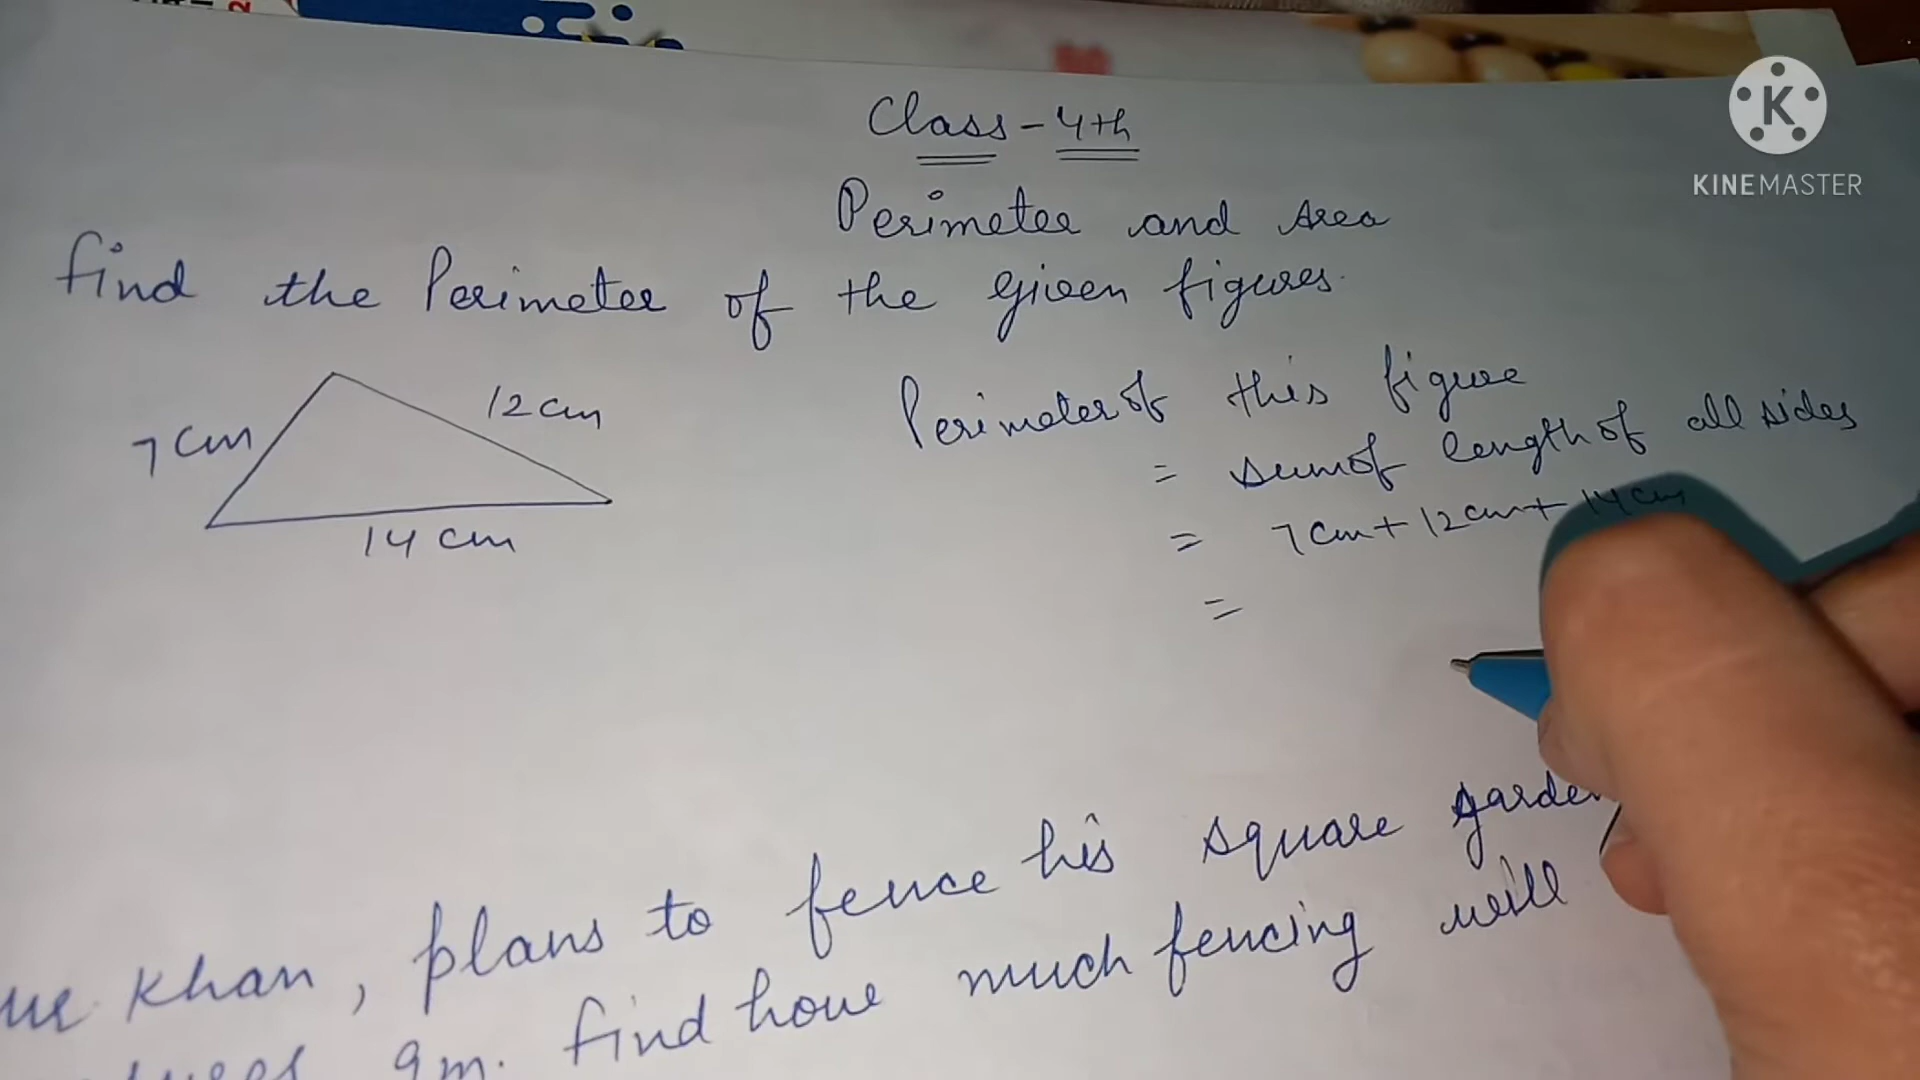 Class - 4th
Perimeter and Area
find the Perimeter of the given figures.
7 cm
12 cm
14 cm
Perimeter of this figure
= sum of length of all sides
= 7 cm + 12 cm + 14 cm
=
Khan, plans to fence his square garden
9m. find how much fencing will
K
KINEMASTER